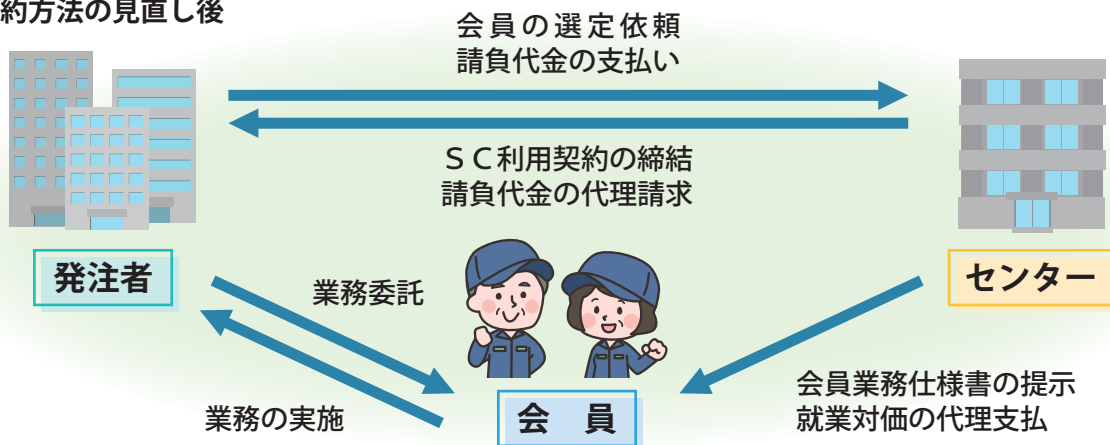 約方法の見直し後
会員の選定依頼
請負代金の支払い
ＳＣ利用契約の締結
請負代金の代理請求
発注者
センター
業務委託
業務の実施
会員
会員業務仕様書の提示
就業対価の代理支払